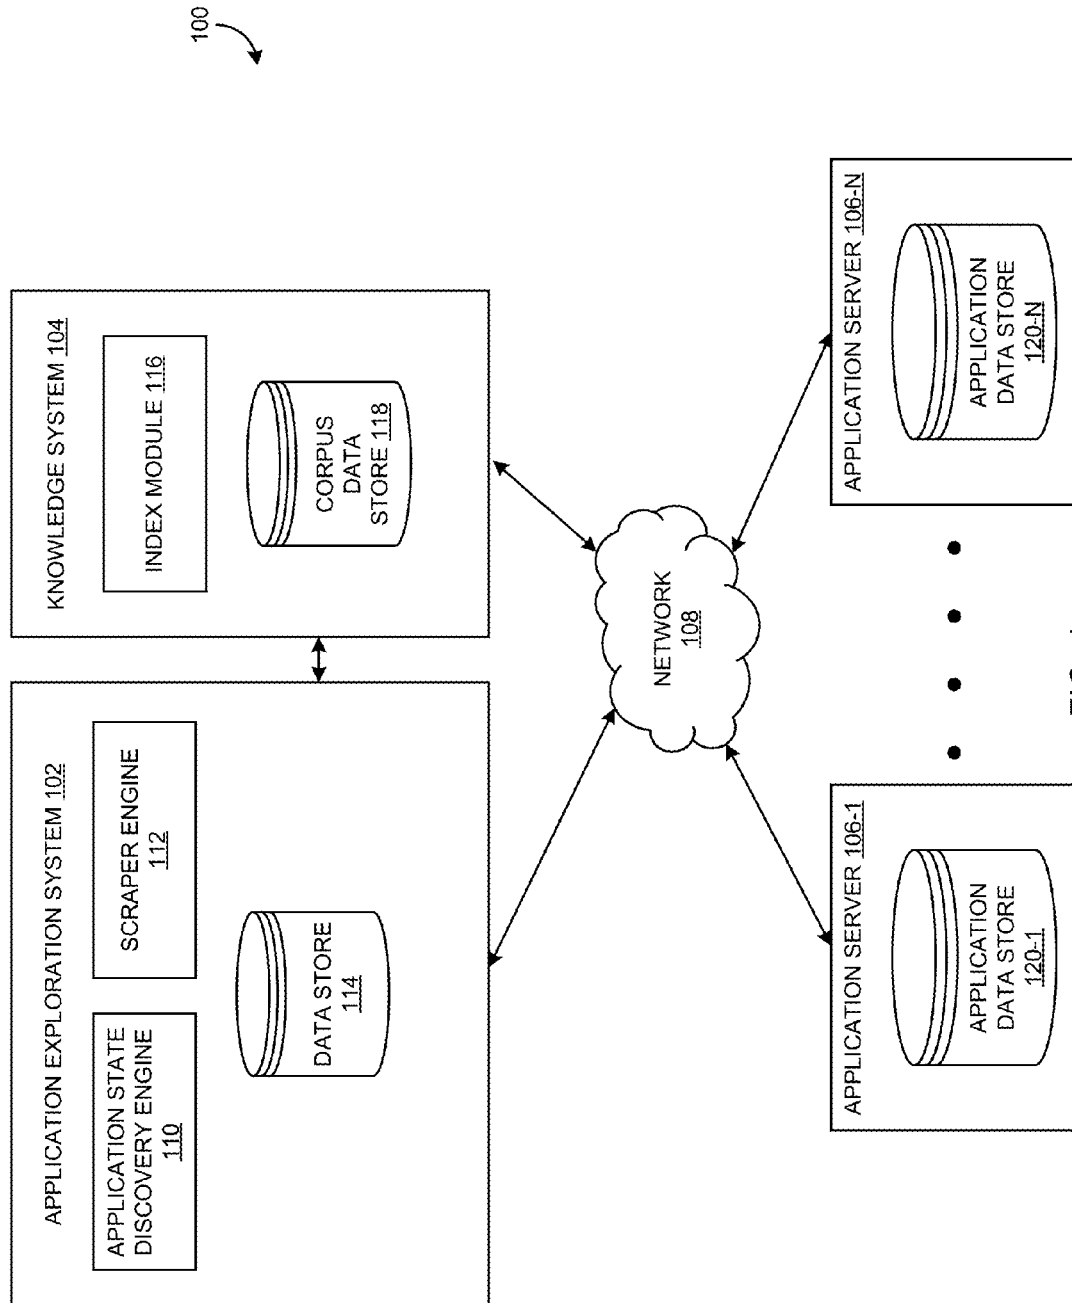 100
APPLICATION EXPLORATION SYSTEM 102
APPLICATION STATE
DISCOVERY ENGINE
110
SCRAPER ENGINE
112
DATA STORE
114
KNOWLEDGE SYSTEM 104
INDEX MODULE 116
CORPUS
DATA
STORE 118
NETWORK
108
APPLICATION SERVER 106-1
APPLICATION
DATA STORE
120-1
APPLICATION SERVER 106-N
APPLICATION
DATA STORE
120-N